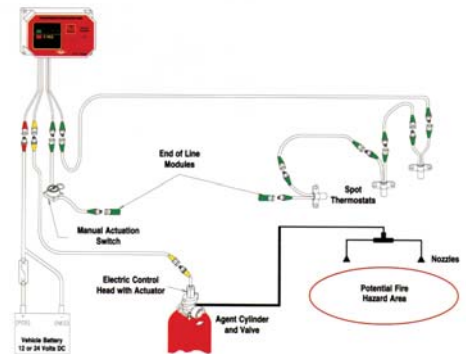 End of Line
Modules
Spot
Thermostats
Manual Actuation
Switch
Nozzles
Electric Control
Head with Actuator
Potential Fire
Hazard Area
Agent Cylinder
and Valve
Vehicle Battery
12 or 24 Volts DC